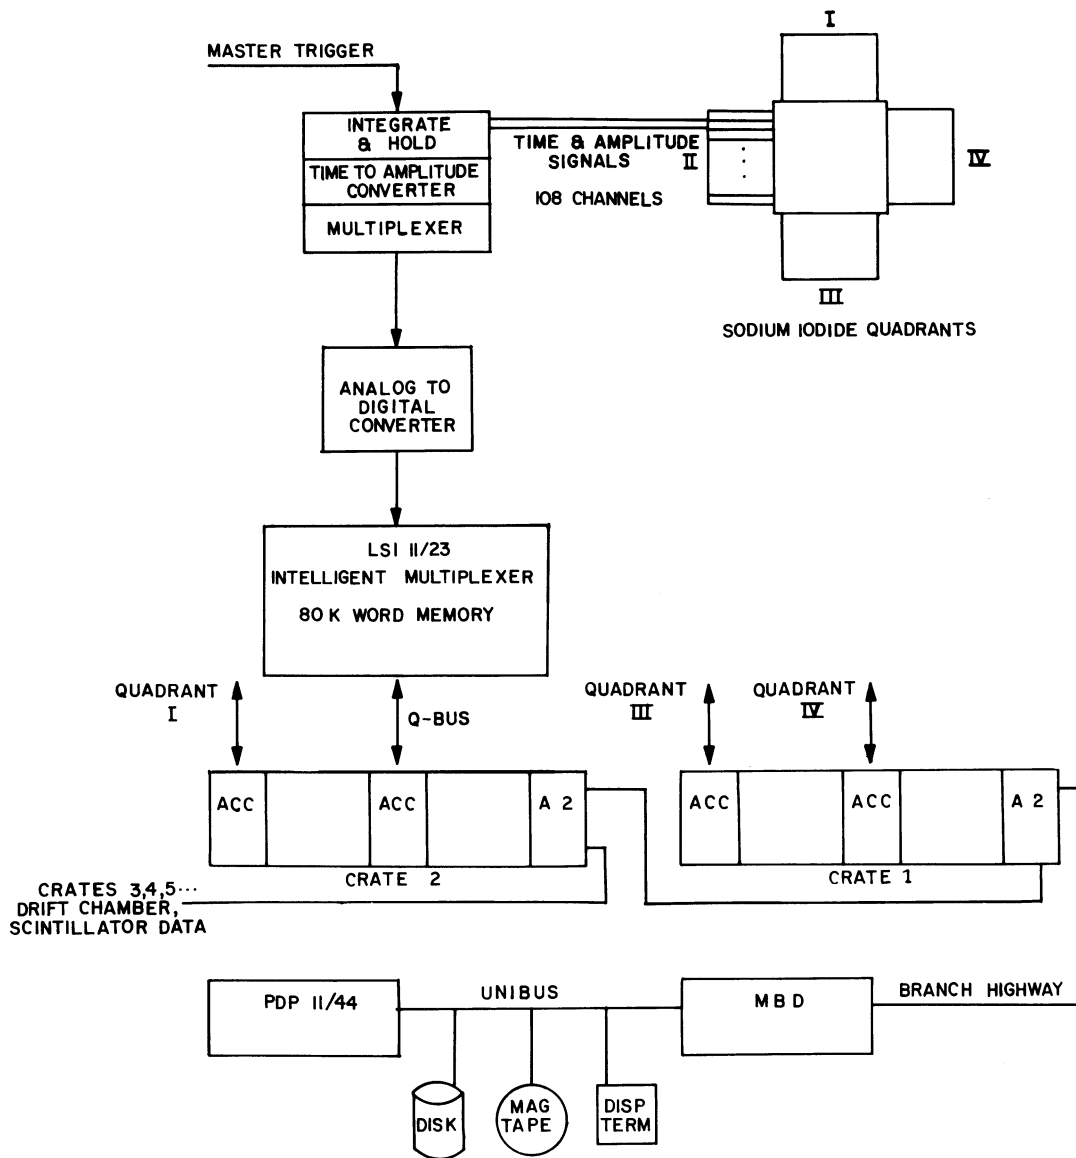 MASTER TRIGGER
INTEGRATE
& HOLD
TIME TO AMPLITUDE
CONVERTER
MULTIPLEXER
TIME & AMPLITUDE
SIGNALS
108 CHANNELS
I
II
IV
III
SODIUM IODIDE QUADRANTS
ANALOG TO
DIGITAL
CONVERTER
LSI 11/23
INTELLIGENT MULTIPLEXER
80 K WORD MEMORY
QUADRANT
I
Q-BUS
QUADRANT
III
QUADRANT
IV
ACC
ACC
A 2
ACC
ACC
A 2
CRATE 2
CRATE 1
CRATES 3,4,5···
DRIFT CHAMBER,
SCINTILLATOR DATA
PDP 11/44
UNIBUS
MBD
BRANCH HIGHWAY
DISK
MAG
TAPE
DISP
TERM